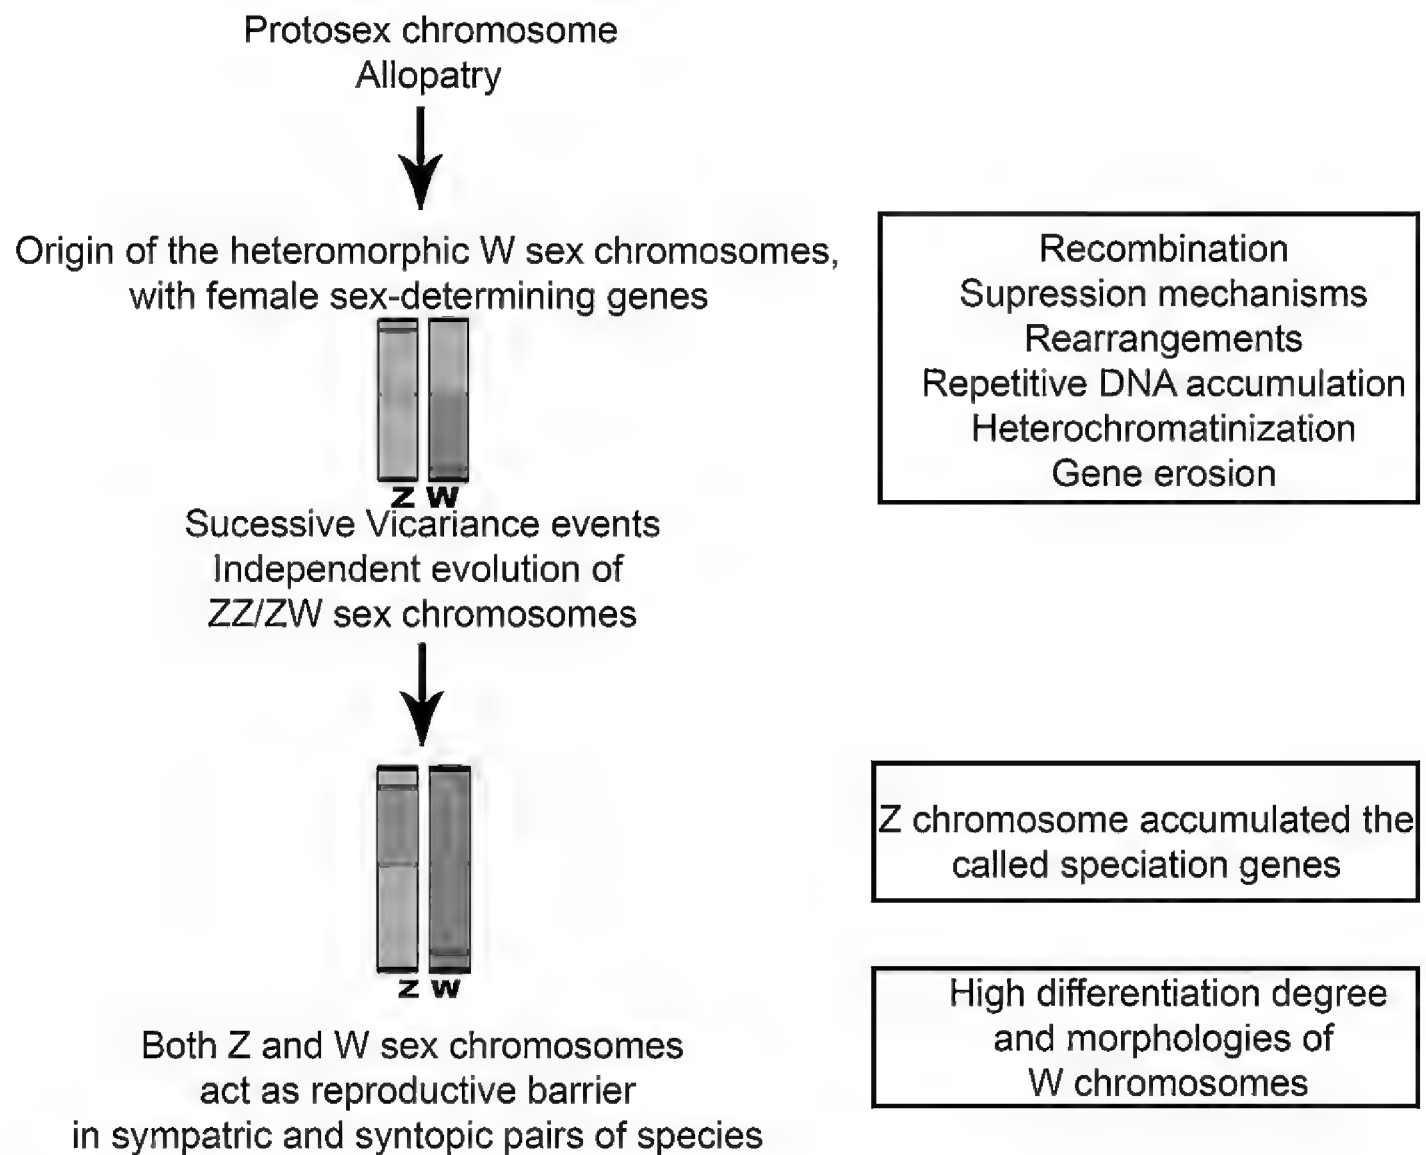 Protosex chromosome
Allopatry
Origin of the heteromorphic W sex chromosomes,
with female sex-determining genes
Z W
Sucessive Vicariance events
Independent evolution of
ZZ/ZW sex chromosomes
Z W
Both Z and W sex chromosomes
act as reproductive barrier
in sympatric and syntopic pairs of species
Recombination
Supression mechanisms
Rearrangements
Repetitive DNA accumulation
Heterochromatinization
Gene erosion
Z chromosome accumulated the
called speciation genes
High differentiation degree
and morphologies of
W chromosomes